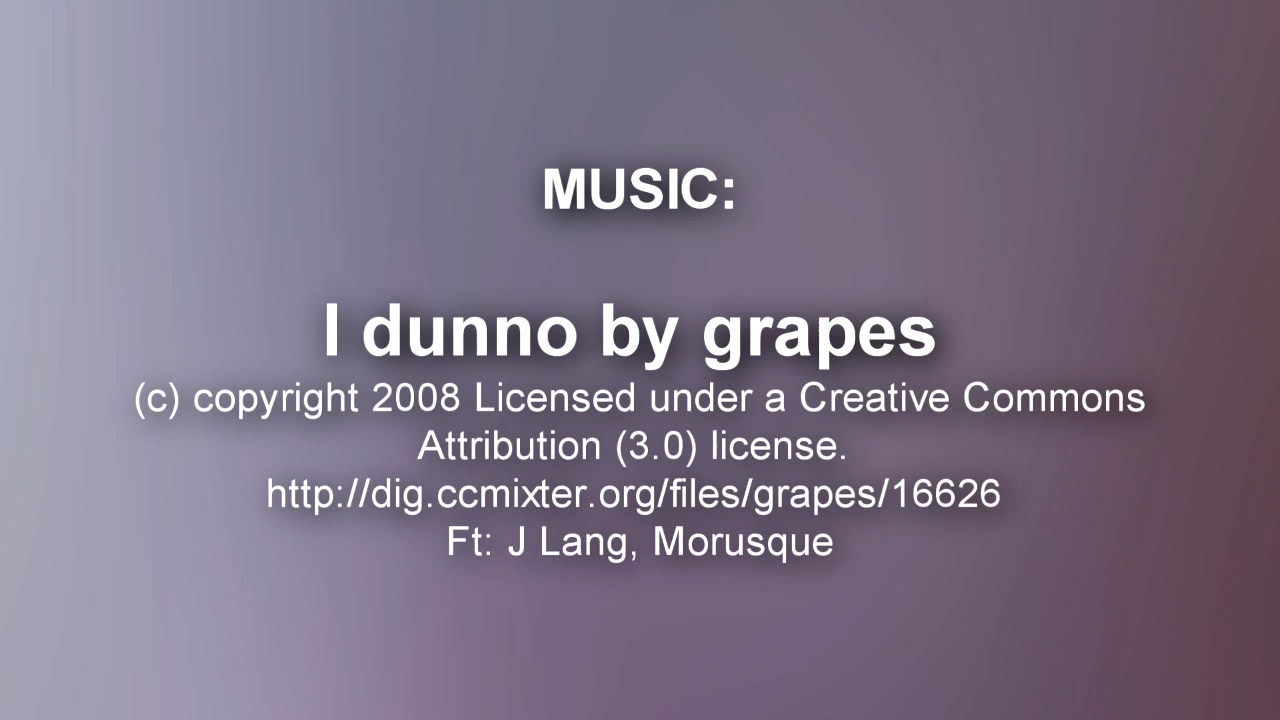 MUSIC:
I dunno by grapes
(c) copyright 2008 Licensed under a Creative Commons
Attribution (3.0) license.
http://dig.ccmixter.org/files/grapes/16626
Ft: J Lang, Morusque